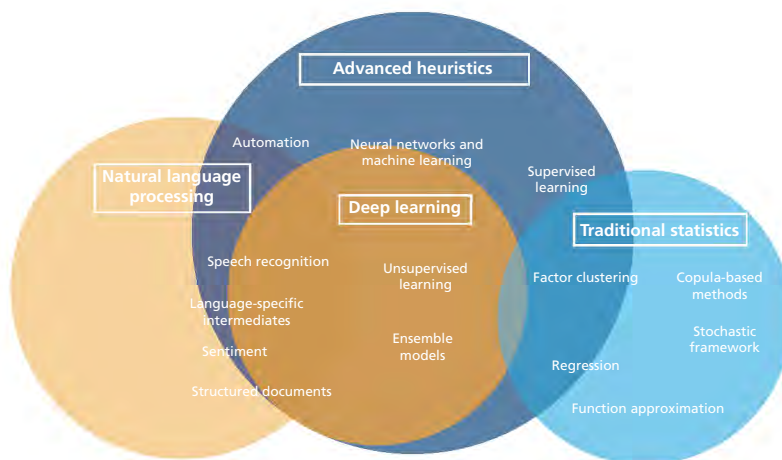 Advanced heuristics
Automation
Neural networks and
machine learning
Supervised
learning
Natural language
processing
Deep learning
Traditional statistics
Speech recognition
Unsupervised
learning
Factor clustering
Copula-based
methods
Language-specific
intermediates
Stochastic
framework
Ensemble
models
Sentiment
Regression
Structured documents
Function approximation